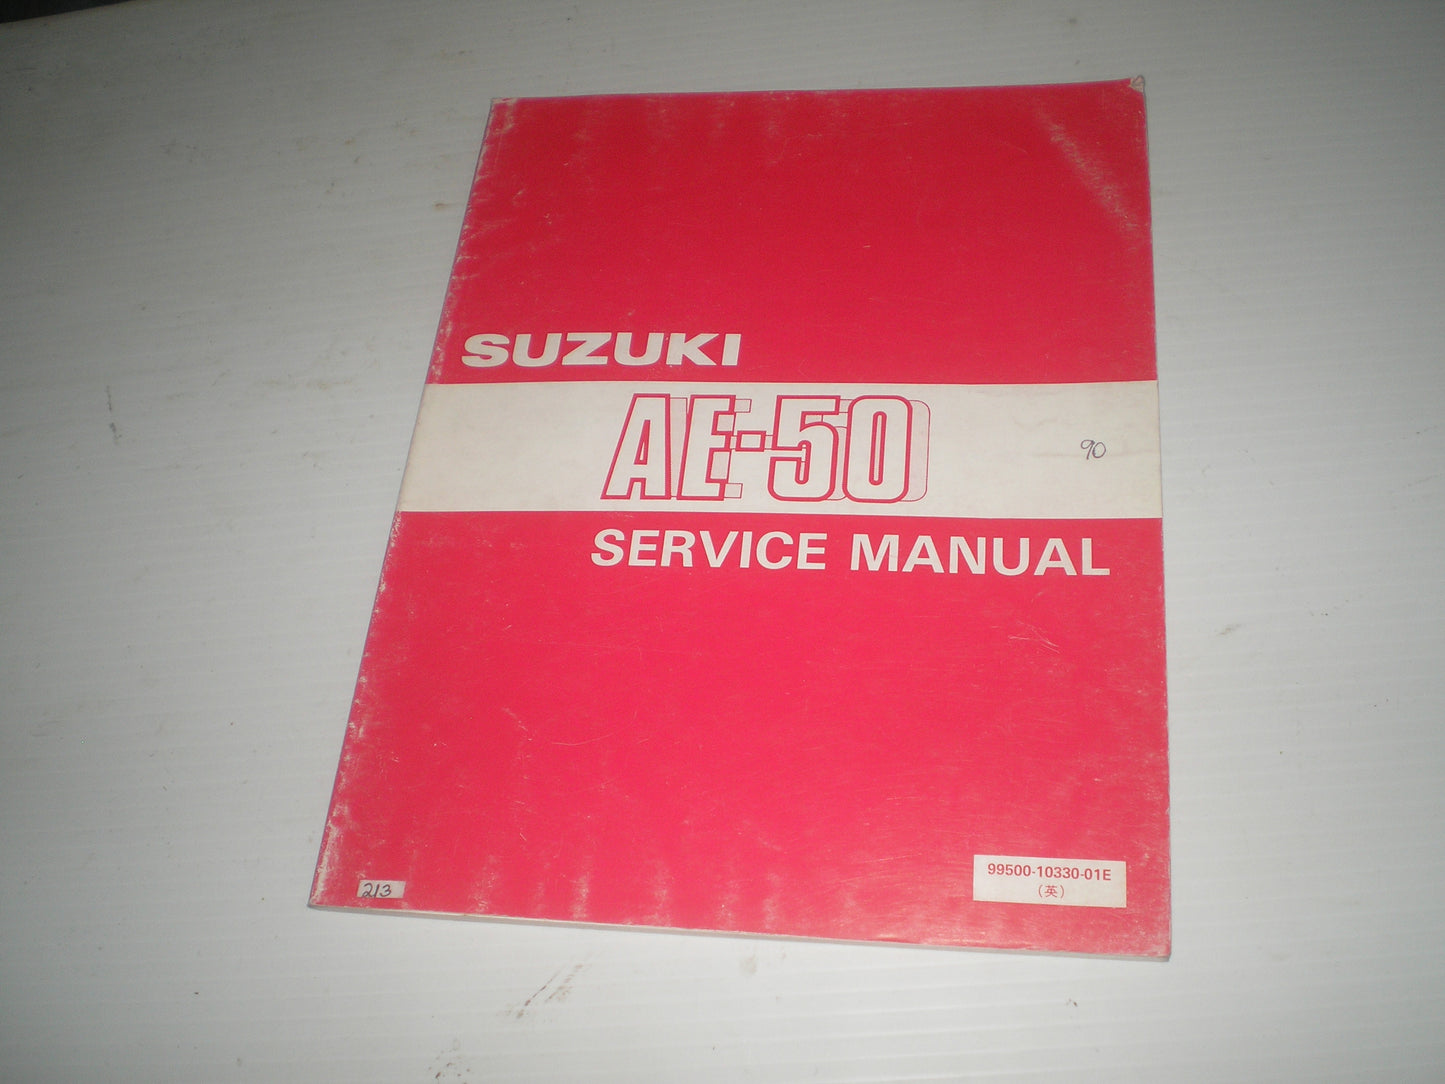 SUZUKI
AE-50
90
SERVICE MANUAL
99500-10330-01E
(英)
213